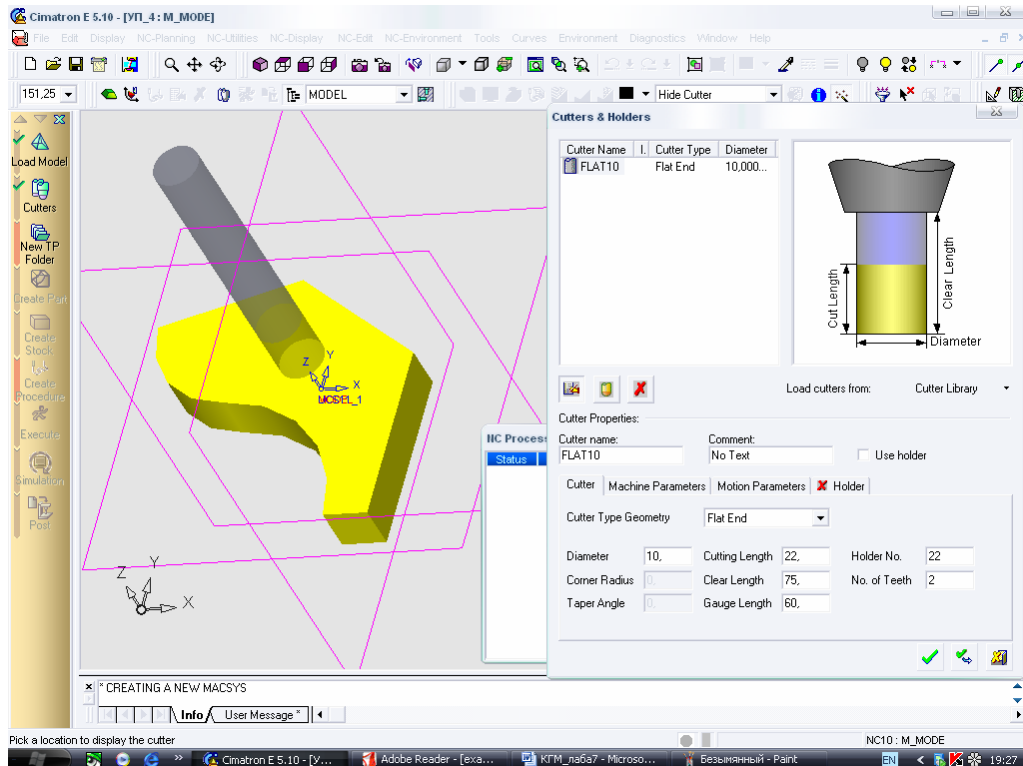 Cimatron E 5.10 - [УП_4 : M_MODE]
File Edit Display NC-Planning NC-Utilities NC-Display NC-Edit NC-Environment Tools Curves Environment Diagnostics Window Help
151,25 MODEL Hide Cutter
Load Model
Cutters
New TP
Folder
Create Part
Create
Stock
Create
Procedure
Execute
Simulation
Post
Z Y
X
MODEL_1
Y
Z
X
NC Proces
Status
Cutters & Holders
Cutter Name I. Cutter Type Diameter
FLAT10 Flat End 10,000...
Cut Length
Clear Length
Diameter
Load cutters from: Cutter Library
Cutter Properties:
Cutter name: Comment:
FLAT10 No Text Use holder
Cutter Machine Parameters Motion Parameters Holder
Cutter Type Geometry Flat End
Diameter 10, Cutting Length 22, Holder No. 22
Corner Radius 0, Clear Length 75, No. of Teeth 2
Taper Angle 0, Gauge Length 60,
* CREATING A NEW MACSYS
Info User Message *
Pick a location to display the cutter NC10 : M_MODE
» Cimatron E 5.10 - [У... Adobe Reader - [exa... КГМ_лаба7 - Microso... Безымянный - Paint EN 19:27